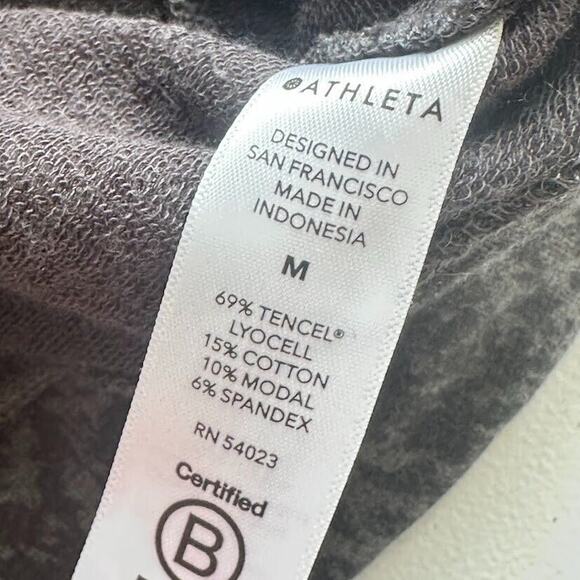 ATHLETA
DESIGNED IN
SAN FRANCISCO
MADE IN
INDONESIA
M
69% TENCEL®
LYOCELL
15% COTTON
10% MODAL
6% SPANDEX
RN 54023
Certified
B